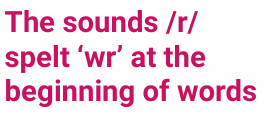 The sounds /r/
spelt ‘wr’ at the
beginning of words